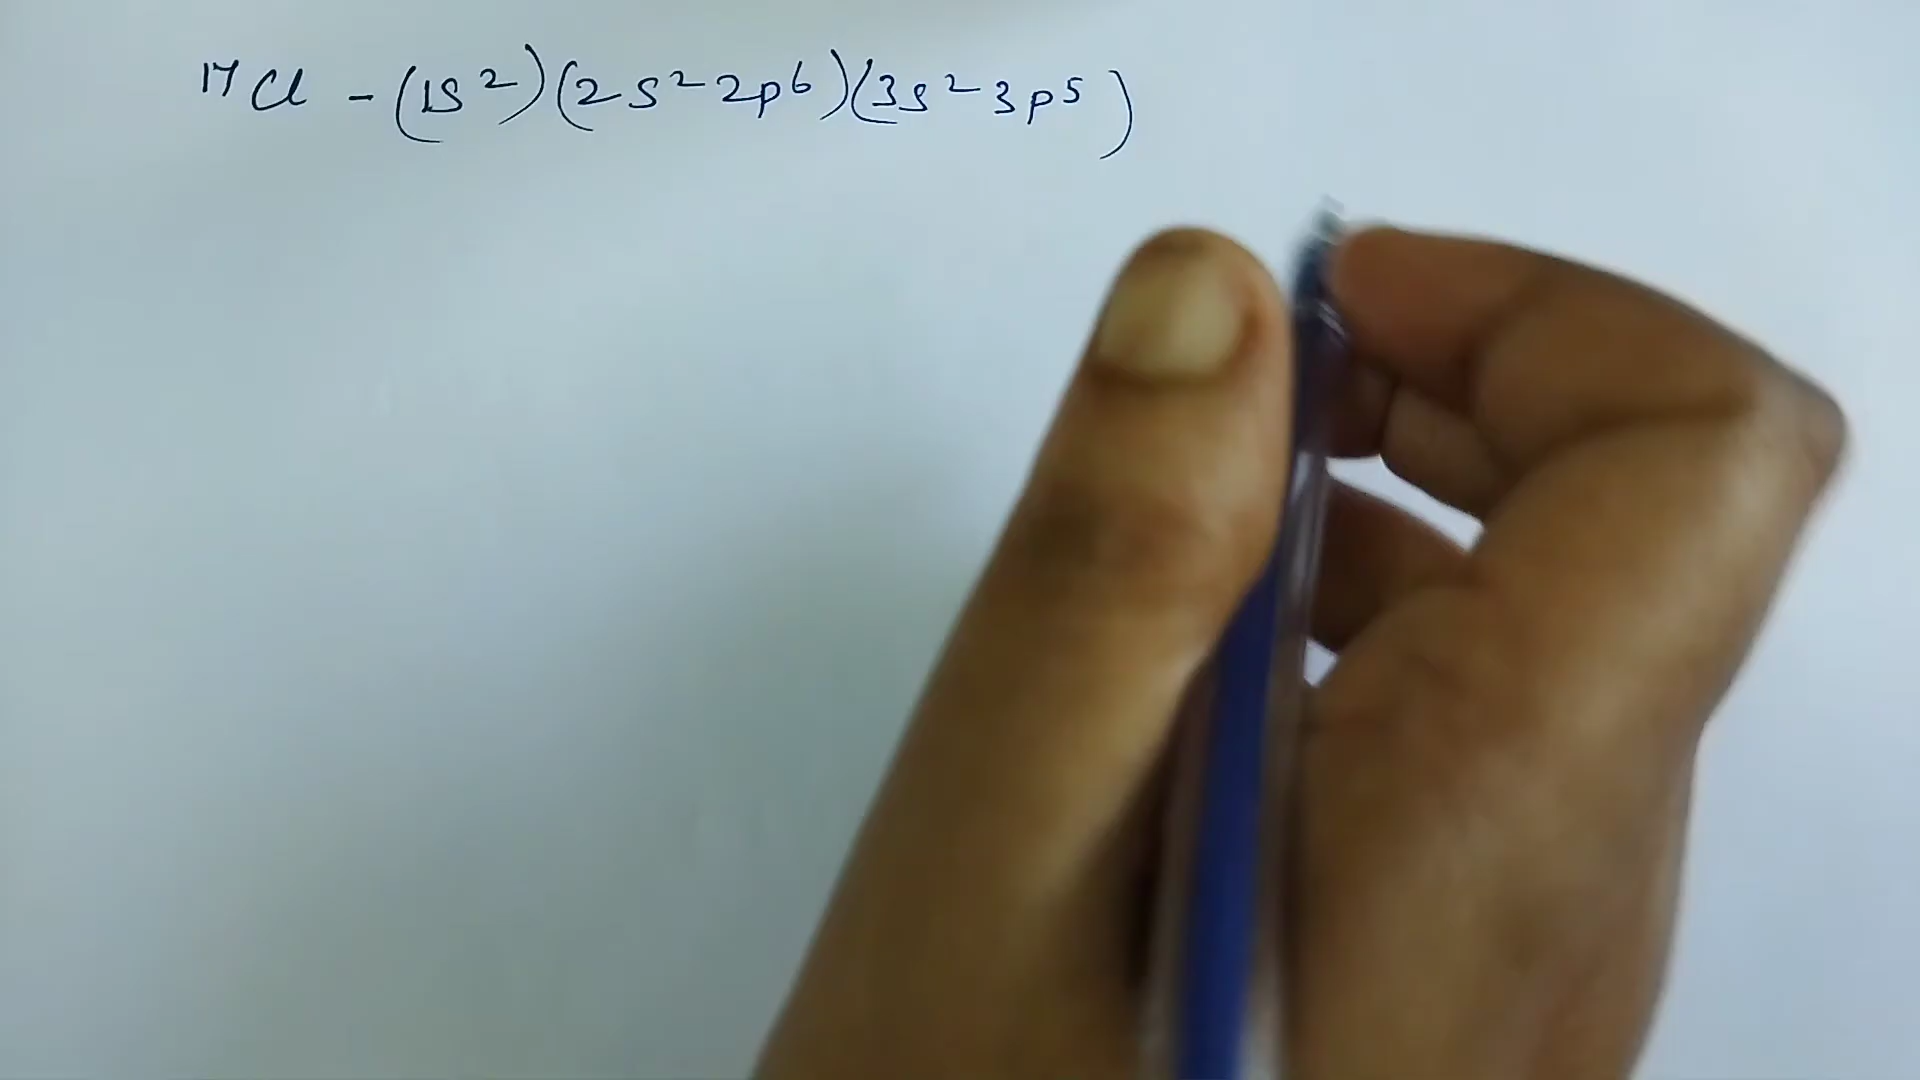 ¹⁷Cl - (1s²)(2s² 2p⁶)(3s² 3p⁵)